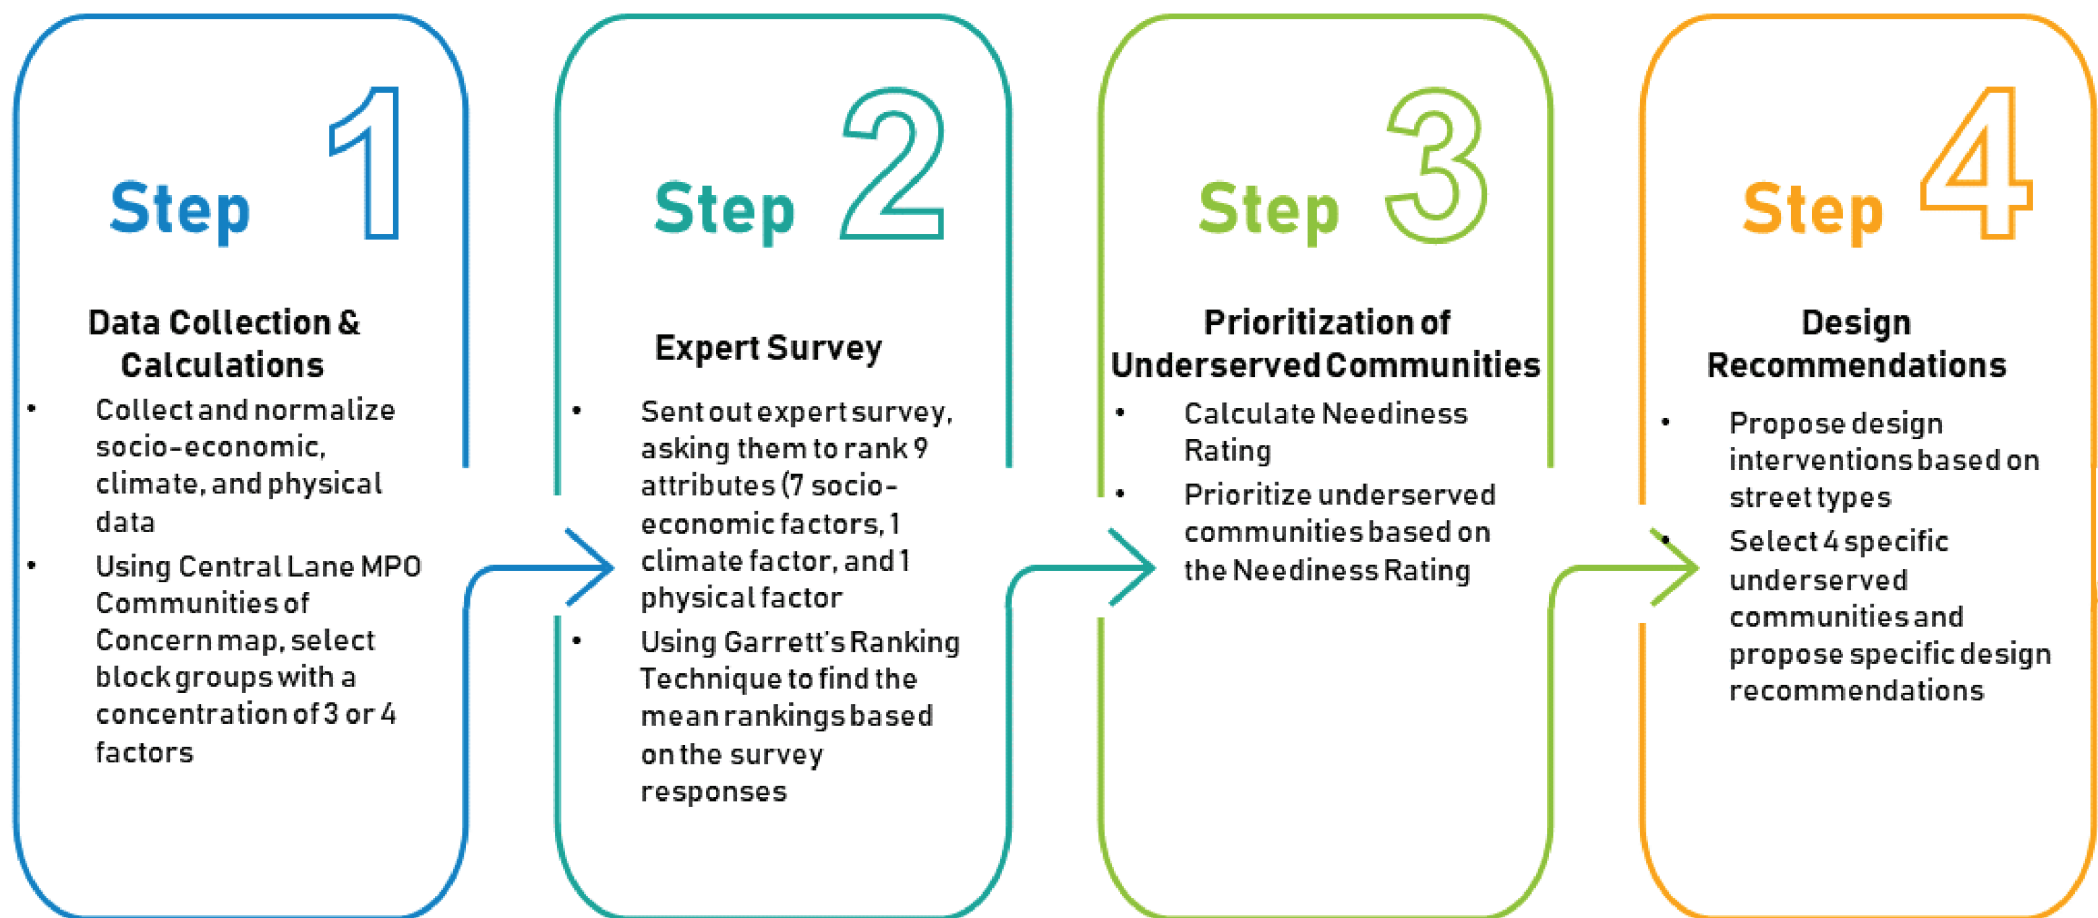 Step 1
Data Collection &
Calculations
• Collect and normalize
socio-economic,
climate, and physical
data
• Using Central Lane MPO
Communities of
Concern map, select
block groups with a
concentration of 3 or 4
factors
Step 2
Expert Survey
• Sent out expert survey,
asking them to rank 9
attributes (7 socio-
economic factors, 1
climate factor, and 1
physical factor
• Using Garrett's Ranking
Technique to find the
mean rankings based
on the survey
responses
Step 3
Prioritization of
Underserved Communities
• Calculate Neediness
Rating
• Prioritize underserved
communities based on
the Neediness Rating
Step 4
Design
Recommendations
• Propose design
interventions based on
street types
• Select 4 specific
underserved
communities and
propose specific design
recommendations